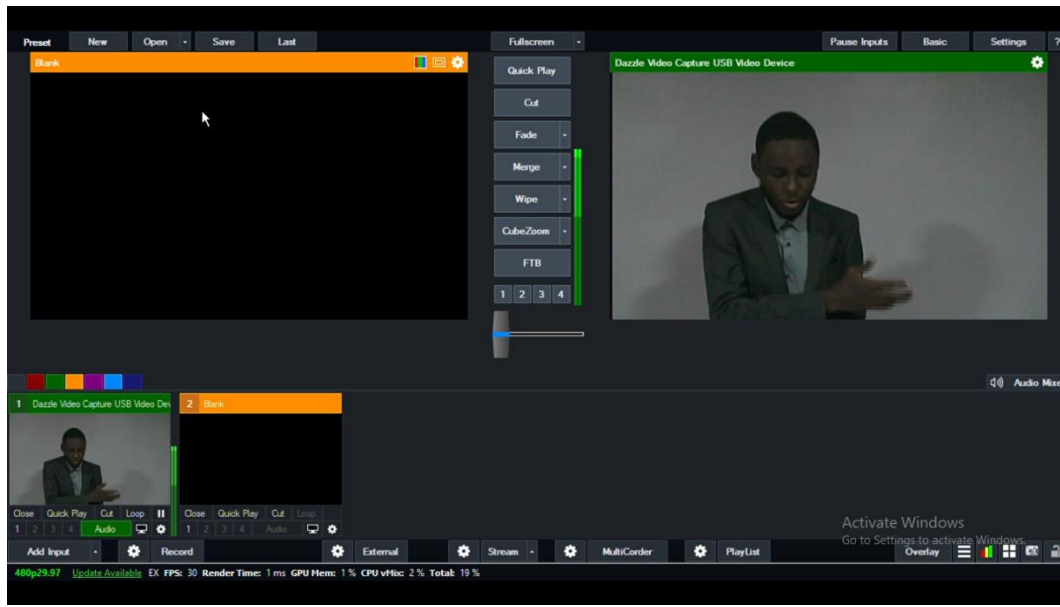 Preset New Open Save Last Fullscreen Pause Inputs Basic Settings ?
Blank
Dazzle Video Capture USB Video Device
Quick Play
Cut
Fade
Merge
Wipe
CubeZoom
FTB
1 2 3 4
Audio Mixe
1 Dazzle Video Capture USB Video Dev 2 Blank
Close Quick Play Cut Loop Close Quick Play Cut Loop
1 2 3 4 Audio 1 2 3 4 Audio
Activate Windows
Go to Settings to activate Windows.
Add Input Record External Stream MultiCorder PlayList Overlay
480p29.97 Update Available EX FPS: 30 Render Time: 1 ms GPU Mem: 1 % CPU vMix: 2 % Total: 19 %